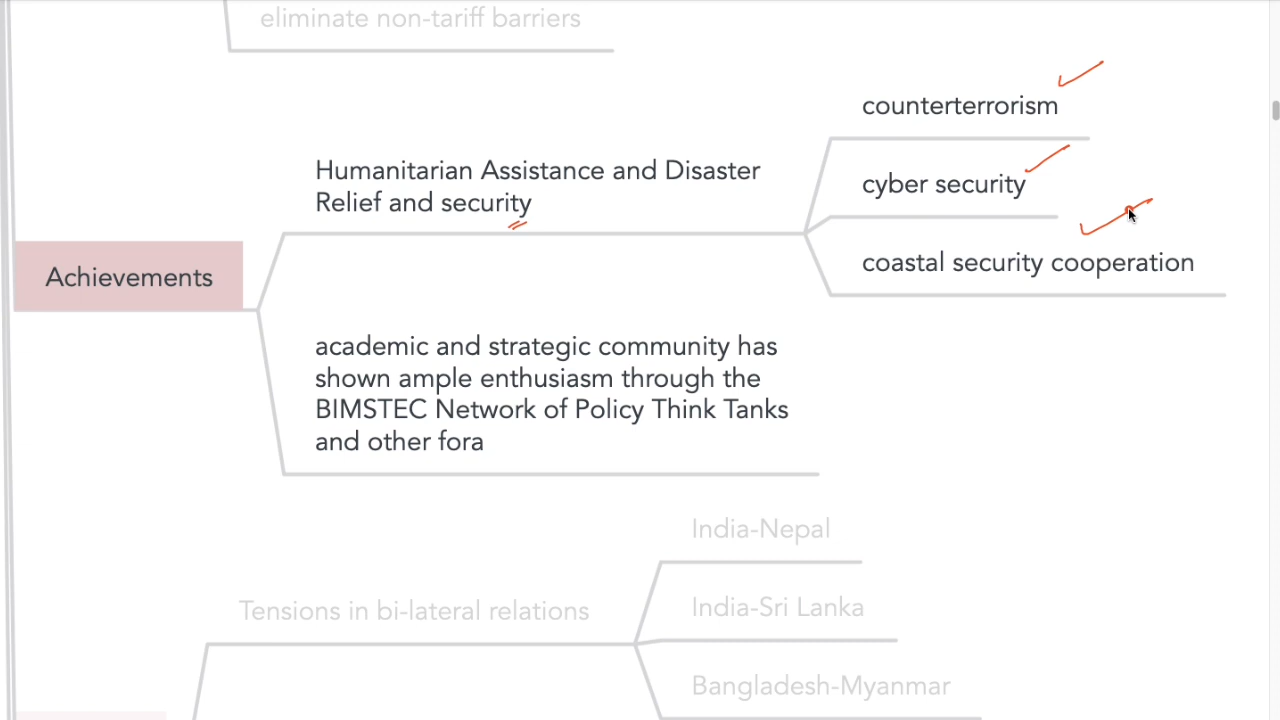 eliminate non-tariff barriers
counterterrorism
Humanitarian Assistance and Disaster
Relief and security
cyber security
coastal security cooperation
Achievements
academic and strategic community has
shown ample enthusiasm through the
BIMSTEC Network of Policy Think Tanks
and other fora
India-Nepal
Tensions in bi-lateral relations
India-Sri Lanka
Bangladesh-Myanmar